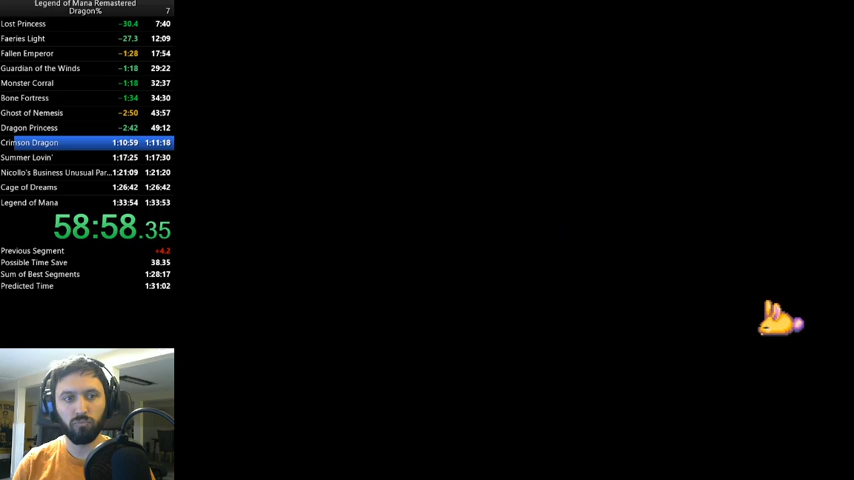 Legend of Mana Remastered
Dragon% 7
Lost Princess -30.4 7:40
Faeries Light -27.3 12:09
Fallen Emperor -1:28 17:54
Guardian of the Winds -1:18 29:22
Monster Corral -1:18 32:37
Bone Fortress -1:34 34:30
Ghost of Nemesis -2:50 43:57
Dragon Princess -2:42 49:12
Crimson Dragon 1:10:59 1:11:18
Summer Lovin' 1:17:25 1:17:30
Nicollo's Business Unusual Par... 1:21:09 1:21:20
Cage of Dreams 1:26:42 1:26:42
Legend of Mana 1:33:54 1:33:53
58:58.35
Previous Segment +4.2
Possible Time Save 38.35
Sum of Best Segments 1:28:17
Predicted Time 1:31:02